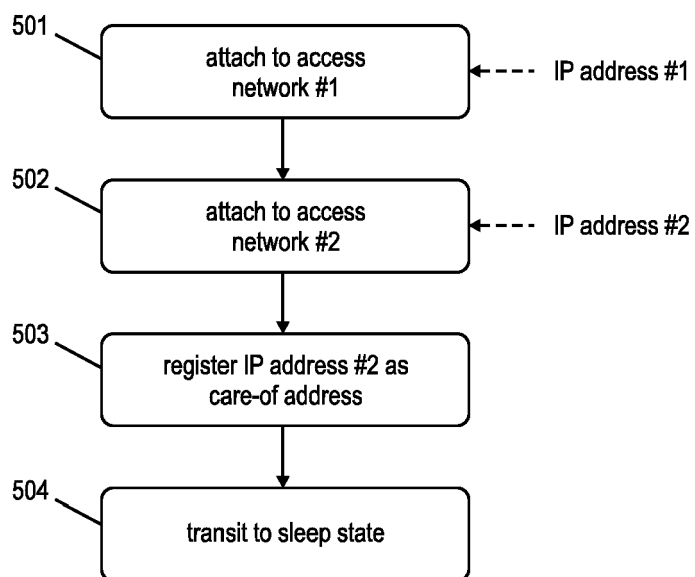 501
attach to access
network #1
IP address #1
502
attach to access
network #2
IP address #2
503
register IP address #2 as
care-of address
504
transit to sleep state